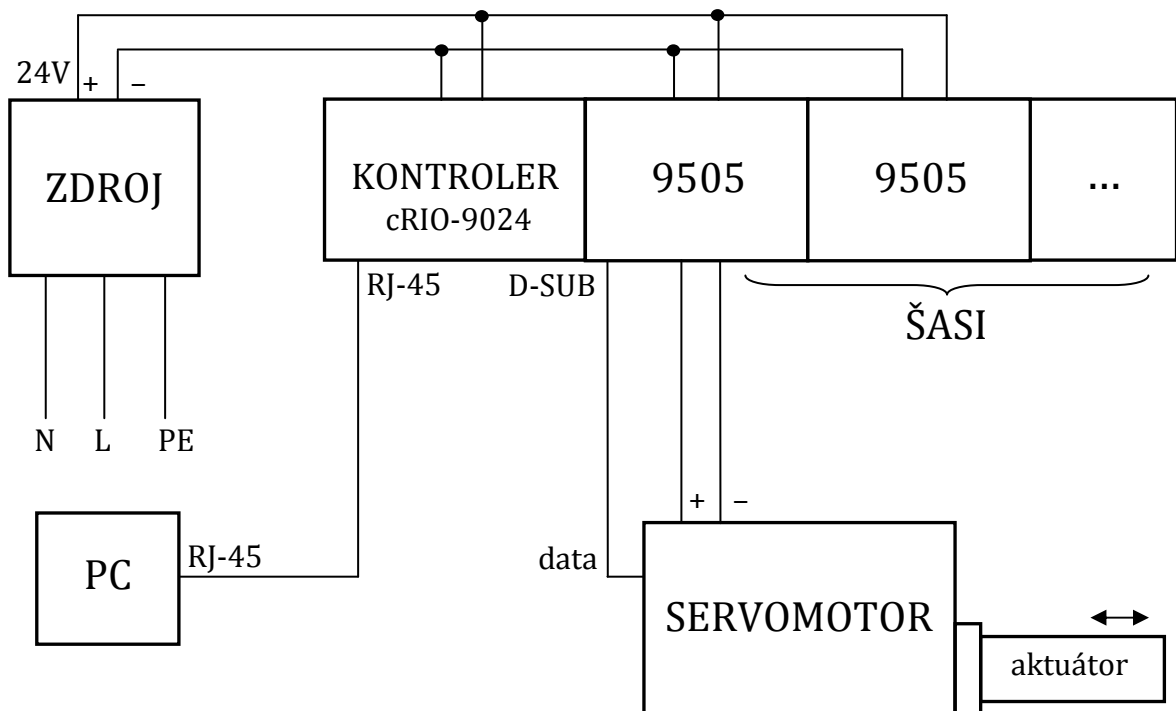 24V
+ −
ZDROJ
KONTROLER
cRIO-9024
9505
9505
...
RJ-45
D-SUB
ŠASI
N L PE
PC
RJ-45
data
+ −
SERVOMOTOR
aktuátor